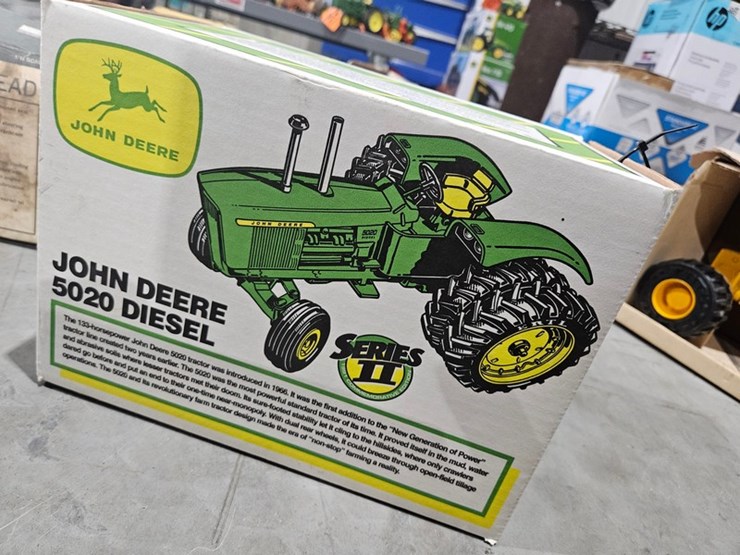 JOHN DEERE
JOHN DEERE
5020
JOHN DEERE
5020 DIESEL
SERIES
II
The 133-horsepower John Deere 5020 tractor was introduced in 1966. It was the first addition to the "New Generation of Power"
tractor line created two years earlier. The 5020 was the most powerful standard tractor of its time. It proved itself in the mud, water
and abrasive soils where lesser tractors met their doom. Its sure-footed stability let it cling to the hillsides, where only crawlers
dared go before and put an end to their one-time near-monopoly. With dual rear wheels, it could breeze through open-field tillage
operations. The 5020 and its revolutionary farm tractor design made the era of "non-stop" farming a reality.
EAD
hp